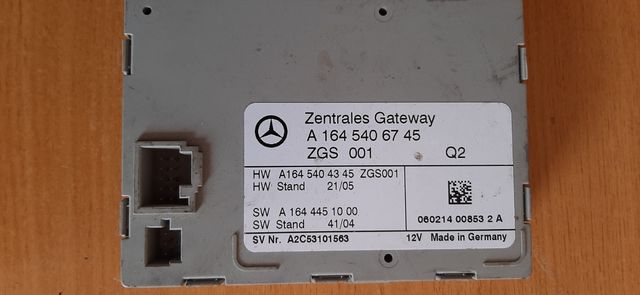 Zentrales Gateway
A 164 540 67 45
ZGS 001 Q2
HW A164 540 43 45 ZGS001
HW Stand 21/05
SW A 164 445 10 00
SW Stand 41/04
060214 00853 2 A
SV Nr. A2C53101563 12V Made in Germany